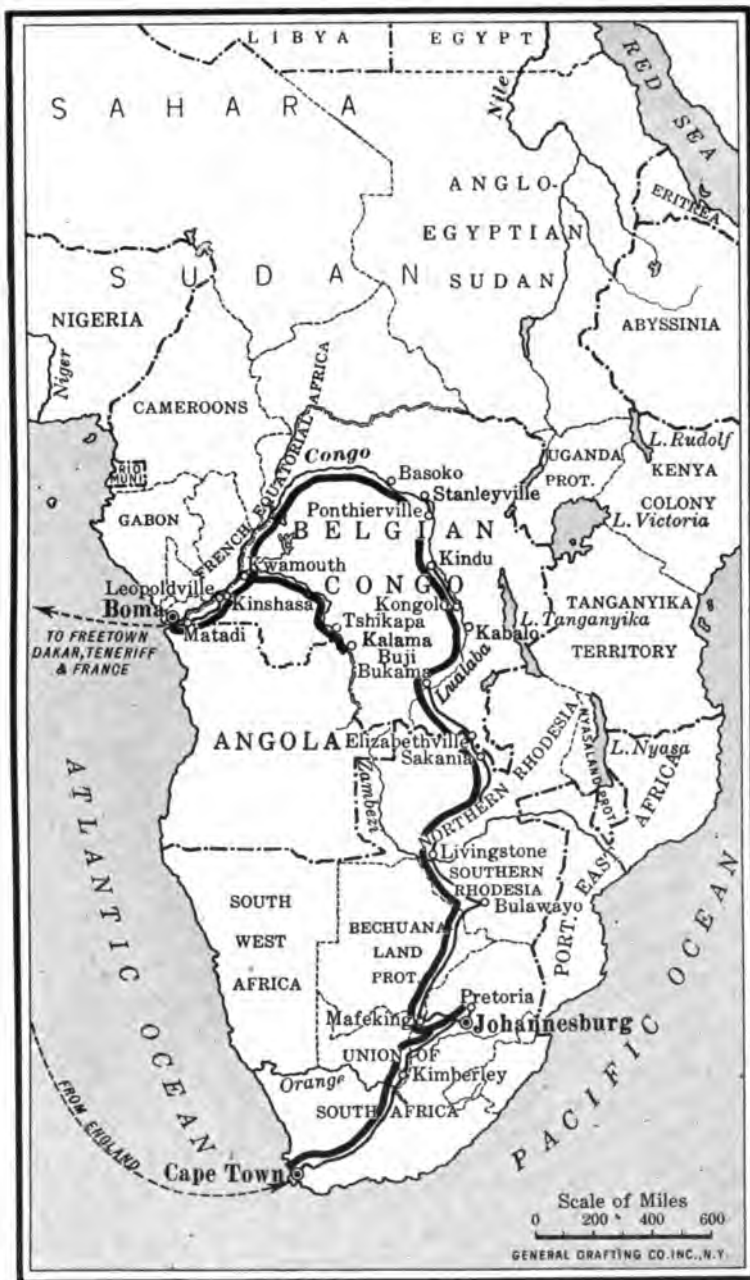 LIBYA
EGYPT
RED SEA
Nile
SAHARA
ANGLO-
EGYPTIAN
SUDAN
ERITREA
SUDAN
NIGERIA
Niger
ABYSSINIA
CAMEROONS
FRENCH EQUATORIAL AFRICA
Congo
L. Rudolf
UGANDA
PROT.
KENYA
COLONY
RIO
MUNI
Basoko
Stanleyville
Ponthierville
GABON
L. Victoria
BELGIAN
CONGO
Kwamouth
Kindu
Leopoldville
Kinshasa
Boma
Matadi
Kongolo
Kabalo
L. Tanganyika
TANGANYIKA
TERRITORY
TO FREETOWN
DAKAR, TENERIFF
& FRANCE
Tshikapa
Kalama
Buji
Bukama
Lualaba
ANGOLA
Elizabethville
Sakania
NORTHERN RHODESIA
NYASALAND PROT.
L. Nyasa
Zambezi
Livingstone
SOUTHERN
RHODESIA
Bulawayo
PORT. EAST AFRICA
ATLANTIC OCEAN
SOUTH
WEST
AFRICA
BECHUANA
LAND
PROT.
Pretoria
Mafeking
Johannesburg
UNION OF
SOUTH AFRICA
Orange
Kimberley
FROM ENGLAND
Cape Town
PACIFIC OCEAN
Scale of Miles
0 200 400 600
GENERAL DRAFTING CO. INC., N.Y.